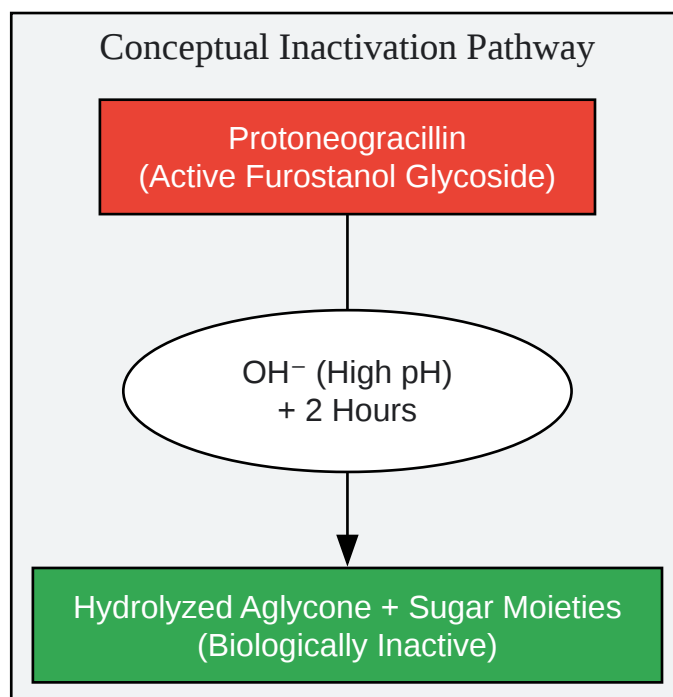 Conceptual Inactivation Pathway
Protoneogracillin
(Active Furostanol Glycoside)
OH⁻ (High pH)
+ 2 Hours
Hydrolyzed Aglycone + Sugar Moieties
(Biologically Inactive)